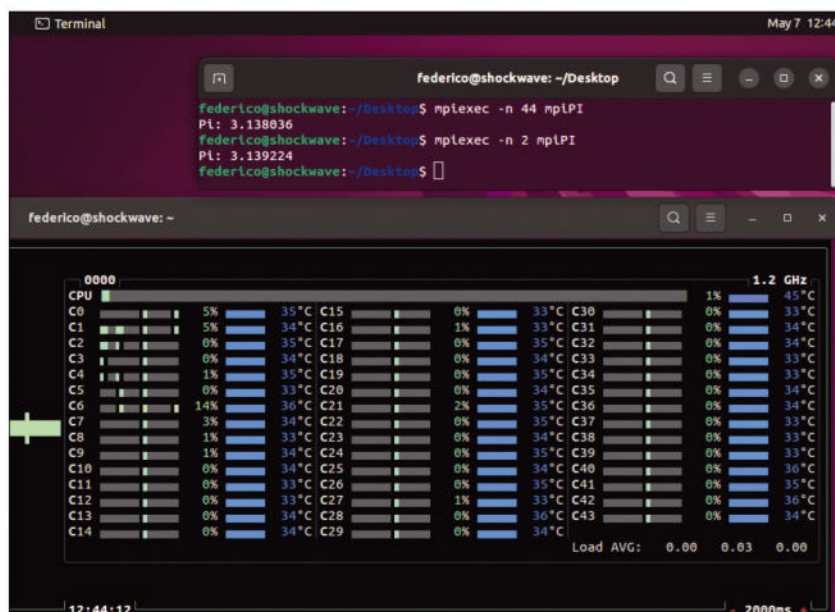 Terminal
May 7 12:44
federico@shockwave: ~/Desktop
federico@shockwave:~/Desktop$ mpiexec -n 44 mpiPI
Pi: 3.138036
federico@shockwave:~/Desktop$ mpiexec -n 2 mpiPI
Pi: 3.139224
federico@shockwave:~/Desktop$
federico@shockwave: ~
0000 1.2 GHz
CPU 1% 45°C
C0 5% 35°C C15 0% 33°C C30 0% 33°C
C1 5% 34°C C16 1% 33°C C31 0% 34°C
C2 0% 35°C C17 0% 34°C C32 0% 34°C
C3 0% 34°C C18 0% 34°C C33 0% 33°C
C4 1% 35°C C19 0% 35°C C34 0% 33°C
C5 0% 33°C C20 0% 34°C C35 0% 34°C
C6 14% 36°C C21 2% 35°C C36 0% 34°C
C7 3% 34°C C22 0% 35°C C37 0% 33°C
C8 1% 33°C C23 0% 34°C C38 0% 33°C
C9 1% 34°C C24 0% 35°C C39 0% 33°C
C10 0% 34°C C25 0% 34°C C40 0% 36°C
C11 0% 33°C C26 0% 33°C C41 0% 35°C
C12 0% 33°C C27 1% 33°C C42 0% 36°C
C13 0% 34°C C28 0% 36°C C43 0% 34°C
C14 0% 34°C C29 0% 34°C
Load AVG: 0.00 0.03 0.00
12:44:12 2000ms